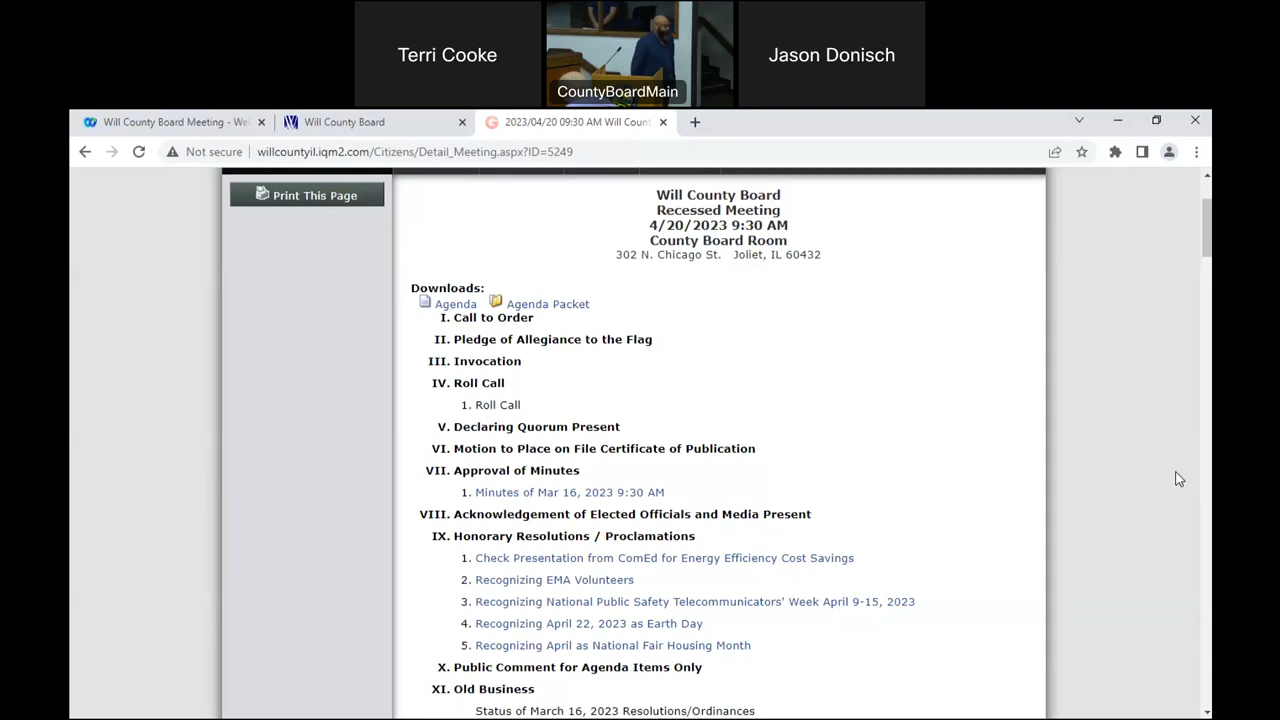 Terri Cooke
CountyBoardMain
Jason Donisch
Will County Board Meeting - We
Will County Board
2023/04/20 09:30 AM Will Count
Not secure
willcountyil.iqm2.com/Citizens/Detail_Meeting.aspx?ID=5249
Print This Page
Will County Board
Recessed Meeting
4/20/2023 9:30 AM
County Board Room
302 N. Chicago St. Joliet, IL 60432
Downloads:
Agenda Agenda Packet
I. Call to Order
II. Pledge of Allegiance to the Flag
III. Invocation
IV. Roll Call
1. Roll Call
V. Declaring Quorum Present
VI. Motion to Place on File Certificate of Publication
VII. Approval of Minutes
1. Minutes of Mar 16, 2023 9:30 AM
VIII. Acknowledgement of Elected Officials and Media Present
IX. Honorary Resolutions / Proclamations
1. Check Presentation from ComEd for Energy Efficiency Cost Savings
2. Recognizing EMA Volunteers
3. Recognizing National Public Safety Telecommunicators' Week April 9-15, 2023
4. Recognizing April 22, 2023 as Earth Day
5. Recognizing April as National Fair Housing Month
X. Public Comment for Agenda Items Only
XI. Old Business
Status of March 16, 2023 Resolutions/Ordinances